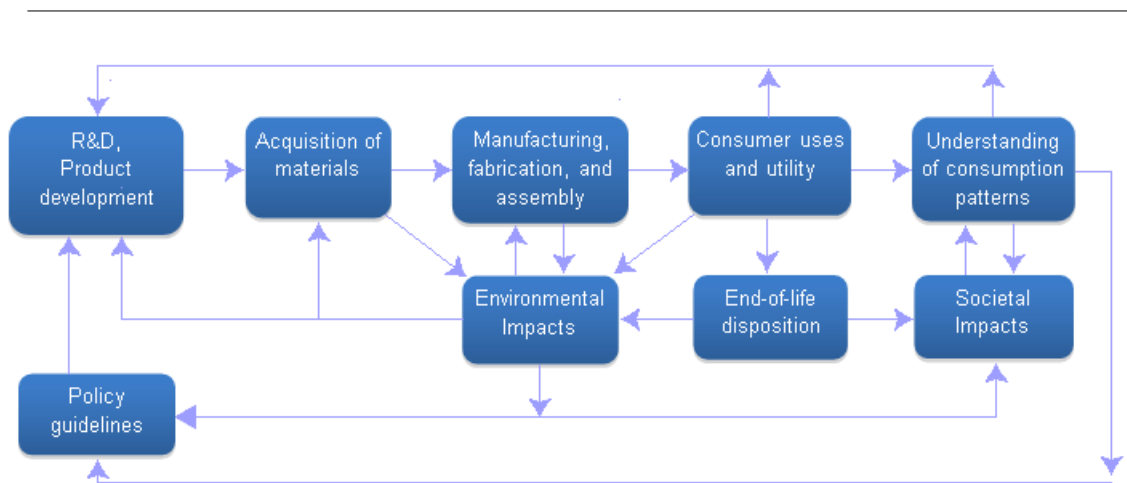 R&D,
Product
development
Acquisition of
materials
Manufacturing,
fabrication, and
assembly
Consumer uses
and utility
Understanding
of consumption
patterns
Environmental
Impacts
End-of-life
disposition
Societal
Impacts
Policy
guidelines